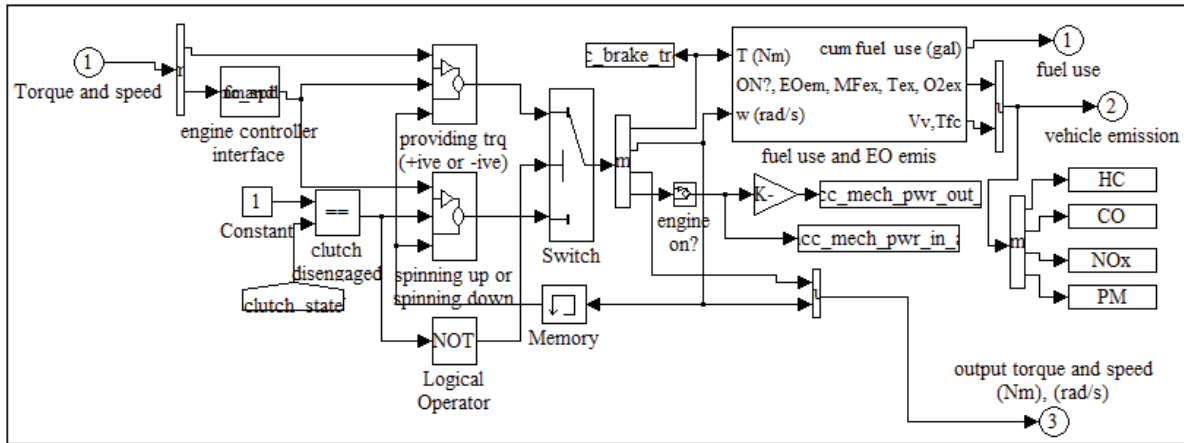 1
Torque and speed
engine controller
interface
providing trq
(+ive or -ive)
1
Constant
==
clutch
disengaged
clutch_state
spinning up or
spinning down
NOT
Logical
Operator
Memory
Switch
m
c_brake_tr
T (Nm)
cum fuel use (gal)
ON?, EOem, MFex, Tex, O2ex
w (rad/s)
Vv,Tfc
fuel use and EO emis
engine
on?
K-
cc_mech_pwr_out_
cc_mech_pwr_in_a
1
fuel use
2
vehicle emission
m
HC
CO
NOx
PM
output torque and speed
(Nm), (rad/s)
3